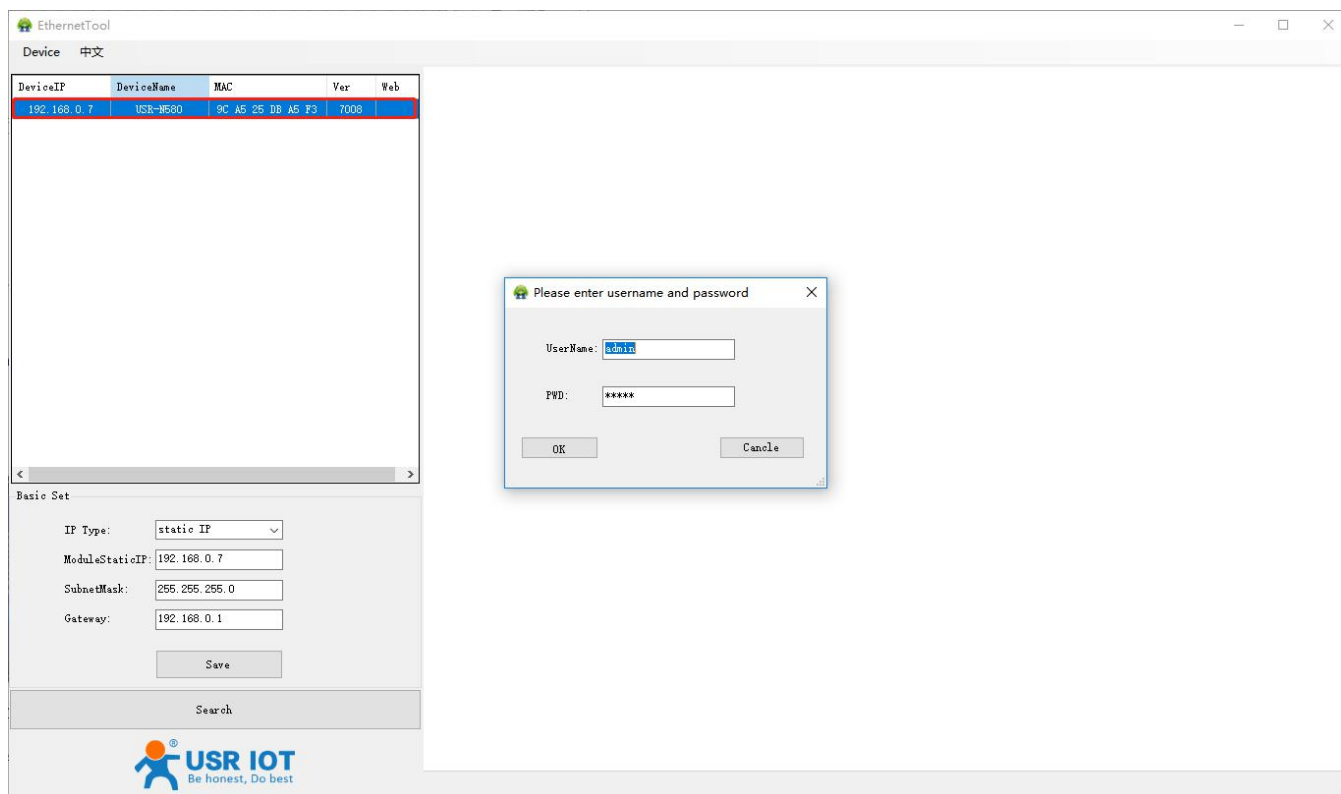 EthernetTool
Device 中文
DeviceIP DeviceName MAC Ver Web
192.168.0.7 USR-N580 9C A5 25 DB A5 F3 7008
Please enter username and password
UserName: admin
PWD: *****
OK Cancle
Basic Set
IP Type: static IP
ModuleStaticIP: 192.168.0.7
SubnetMask: 255.255.255.0
Gateway: 192.168.0.1
Save
Search
® USR IOT
Be honest, Do best